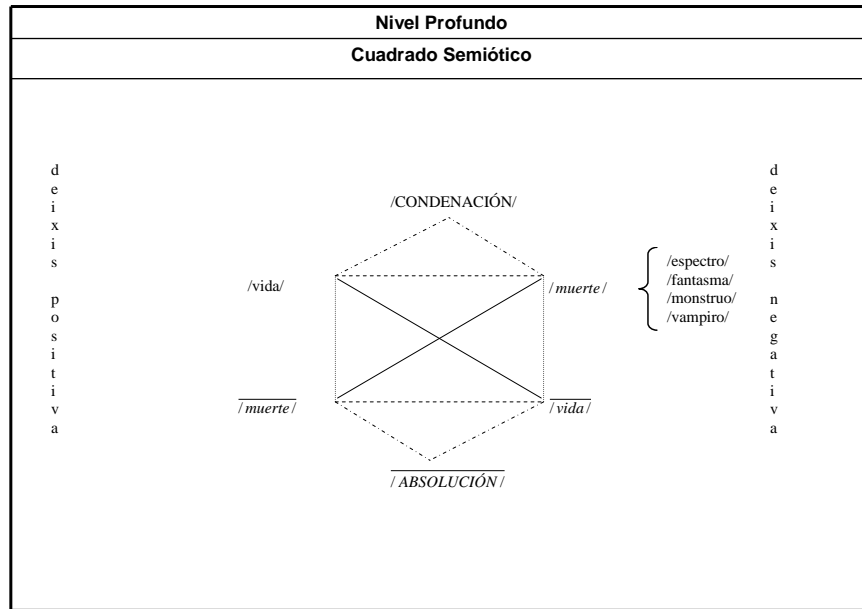 Nivel Profundo
Cuadrado Semiótico
deixis positiva
/CONDENACIÓN/
/vida/
/muerte/
/espectro/
/fantasma/
/monstruo/
/vampiro/
/muerte/
/vida/
/ABSOLUCIÓN/
deixis negativa